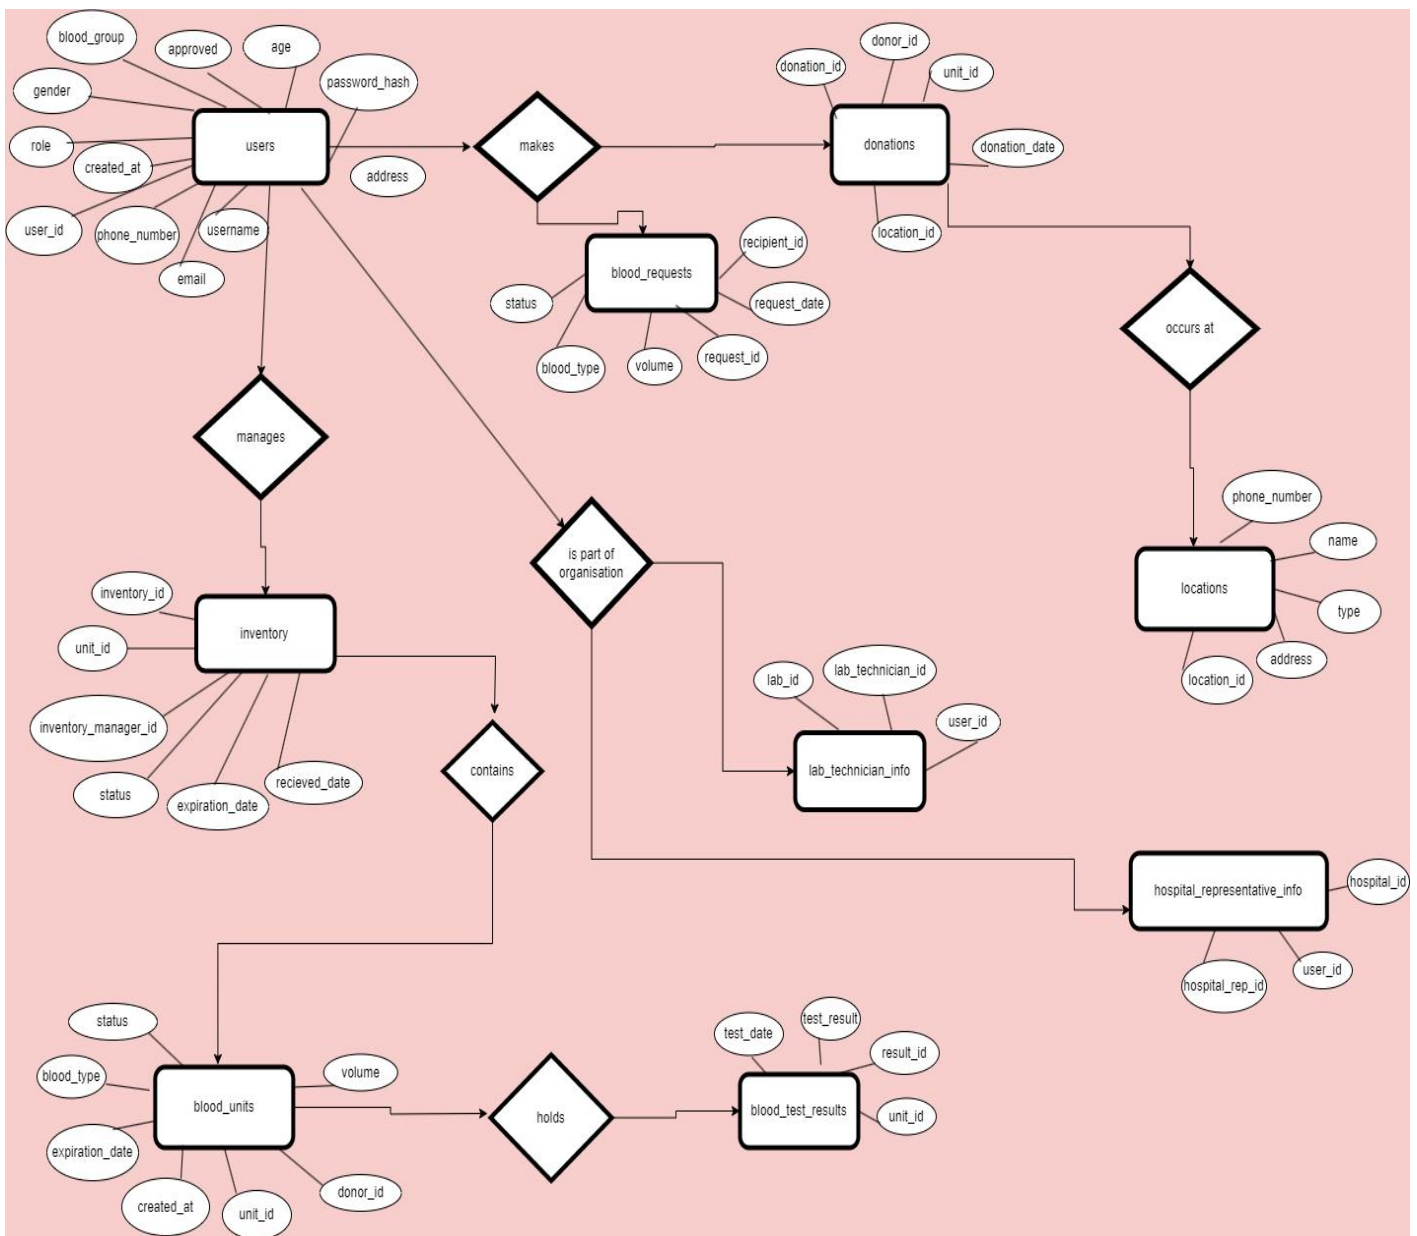 blood_group
approved
age
password_hash
gender
role
created_at
users
address
user_id
phone_number
username
email
makes
donation_id
donor_id
unit_id
donations
donation_date
location_id
blood_requests
recipient_id
request_date
status
blood_type
volume
request_id
occurs at
manages
is part of
organisation
phone_number
name
locations
type
address
location_id
inventory_id
unit_id
inventory
inventory_manager_id
status
expiration_date
recieved_date
contains
lab_id
lab_technician_id
user_id
lab_technician_info
hospital_representative_info
hospital_id
hospital_rep_id
user_id
status
blood_type
volume
blood_units
expiration_date
created_at
unit_id
donor_id
holds
test_date
test_result
result_id
blood_test_results
unit_id